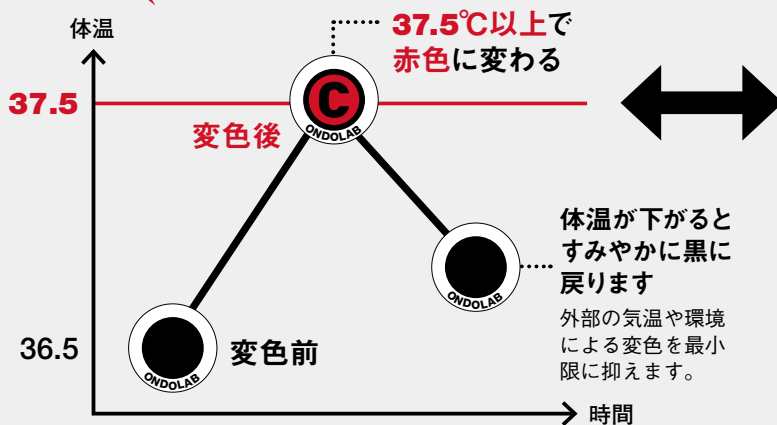 体温
37.5℃以上で
赤色に変わる
37.5
C
ONDOLAB
変色後
体温が下がると
すみやかに黒に
戻ります
ONDOLAB
外部の気温や環境
による変色を最小
限に抑えます。
36.5
ONDOLAB
変色前
時間